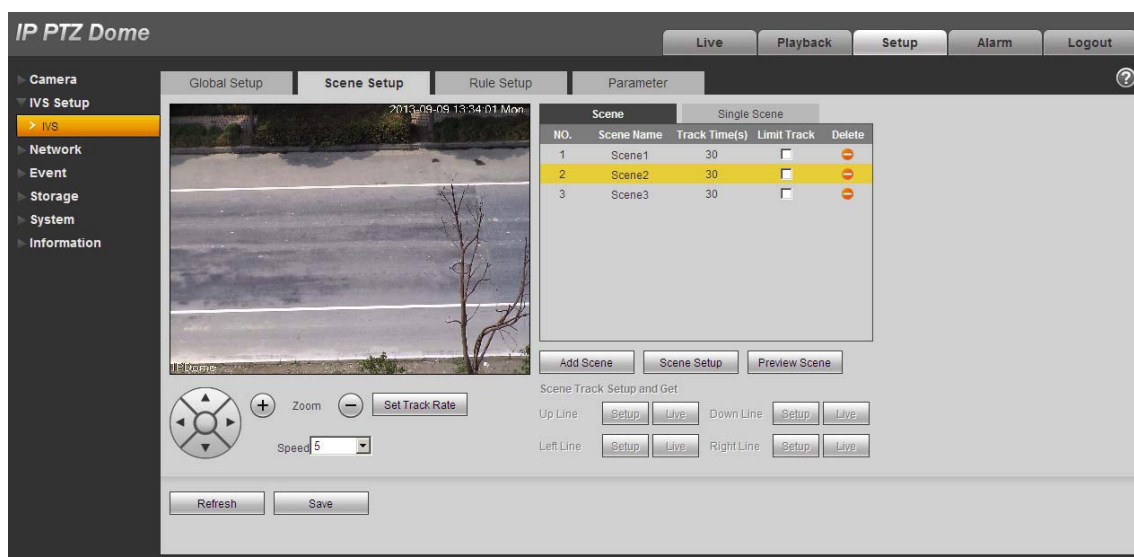 IP PTZ Dome
Live Playback Setup Alarm Logout
Camera
IVS Setup
IVS
Network
Event
Storage
System
Information
Global Setup Scene Setup Rule Setup Parameter
?
2013-09-09 13:34:01 Mon
IPDome
Scene Single Scene
NO. Scene Name Track Time(s) Limit Track Delete
1 Scene1 30
2 Scene2 30
3 Scene3 30
Add Scene Scene Setup Preview Scene
Zoom Set Track Rate
Speed 5
Scene Track Setup and Get
Up Line Setup Live Down Line Setup Live
Left Line Setup Live Right Line Setup Live
Refresh Save